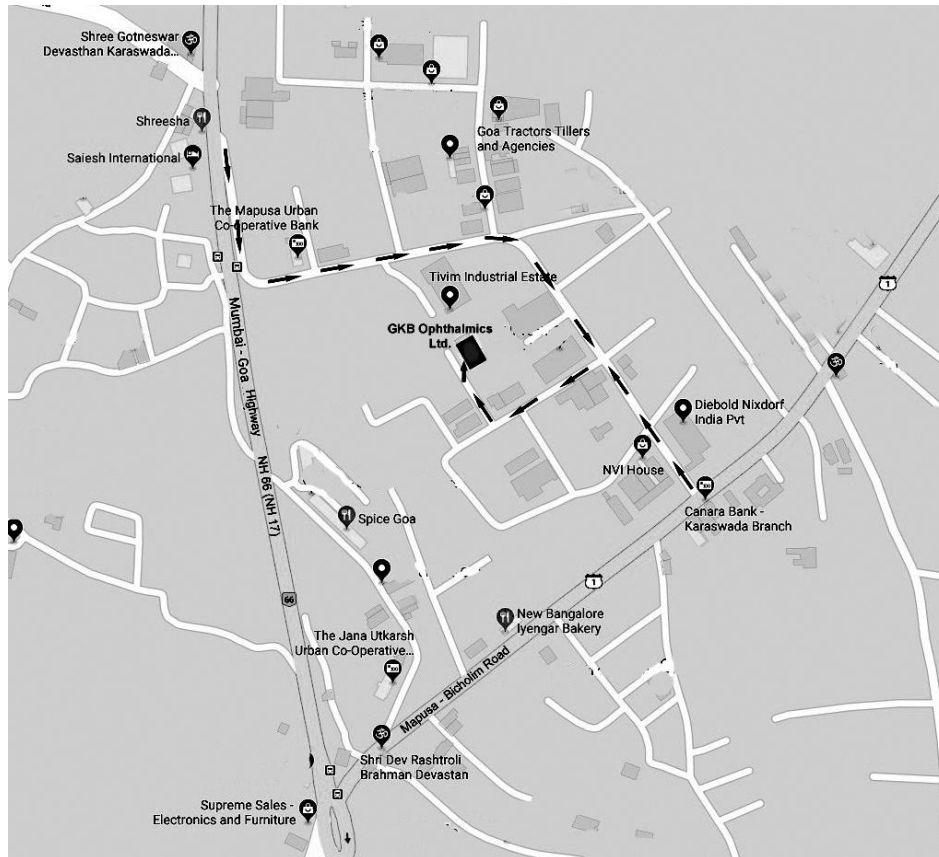 Shree Gotneswar
Devasthan Karaswada...
Shreesha
Goa Tractors Tillers
and Agencies
Saiesh International
The Mapusa Urban
Co-operative Bank
Tivim Industrial Estate
1
GKB Ophthalmics
Ltd.
Mumbai - Goa Highway NH 66 (NH 17)
Diebold Nixdorf
India Pvt
NVI House
Canara Bank -
Karaswada Branch
Spice Goa
1
66
New Bangalore
Iyengar Bakery
The Jana Utkarsh
Urban Co-Operative...
Mapusa - Bicholim Road
Shri Dev Rashtroli
Brahman Devastan
Supreme Sales -
Electronics and Furniture